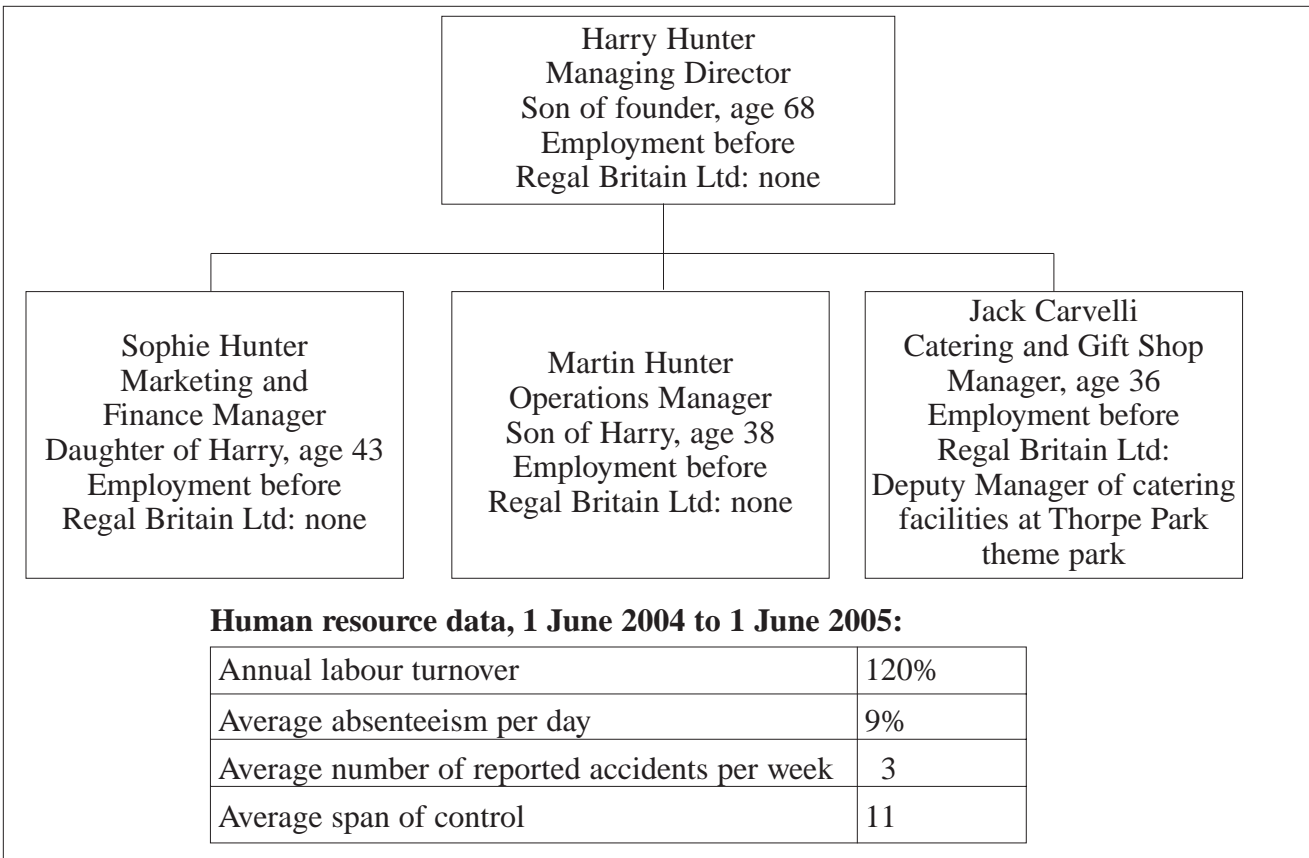 Harry Hunter
Managing Director
Son of founder, age 68
Employment before
Regal Britain Ltd: none
Sophie Hunter
Marketing and
Finance Manager
Daughter of Harry, age 43
Employment before
Regal Britain Ltd: none
Martin Hunter
Operations Manager
Son of Harry, age 38
Employment before
Regal Britain Ltd: none
Jack Carvelli
Catering and Gift Shop
Manager, age 36
Employment before
Regal Britain Ltd:
Deputy Manager of catering
facilities at Thorpe Park
theme park
Human resource data, 1 June 2004 to 1 June 2005:
Annual labour turnover 120%
Average absenteeism per day 9%
Average number of reported accidents per week 3
Average span of control 11